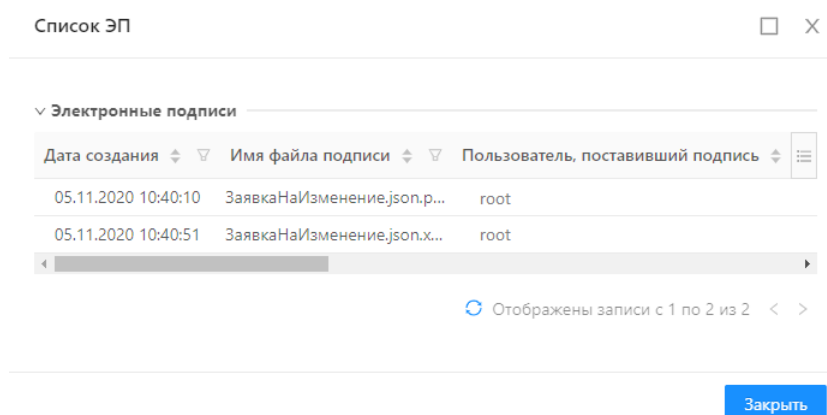 Список ЭП
Электронные подписи
Дата создания Имя файла подписи Пользователь, поставивший подпись
05.11.2020 10:40:10 ЗаявкаНаИзменение.json.p... root
05.11.2020 10:40:51 ЗаявкаНаИзменение.json.x... root
Отображены записи с 1 по 2 из 2
Закрыть